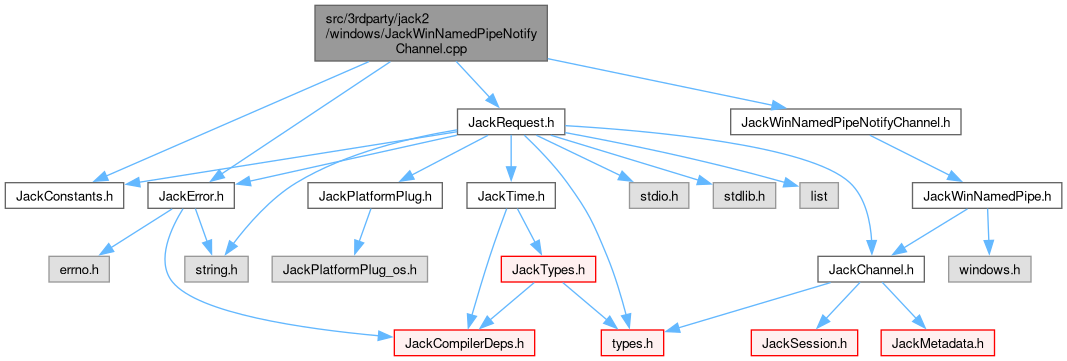 src/3rdparty/jack2
/windows/JackWinNamedPipeNotify
Channel.cpp
JackRequest.h
JackWinNamedPipeNotifyChannel.h
JackConstants.h
JackError.h
JackPlatformPlug.h
JackTime.h
stdio.h
stdlib.h
list
JackWinNamedPipe.h
errno.h
string.h
JackPlatformPlug_os.h
JackTypes.h
JackChannel.h
windows.h
JackCompilerDeps.h
types.h
JackSession.h
JackMetadata.h